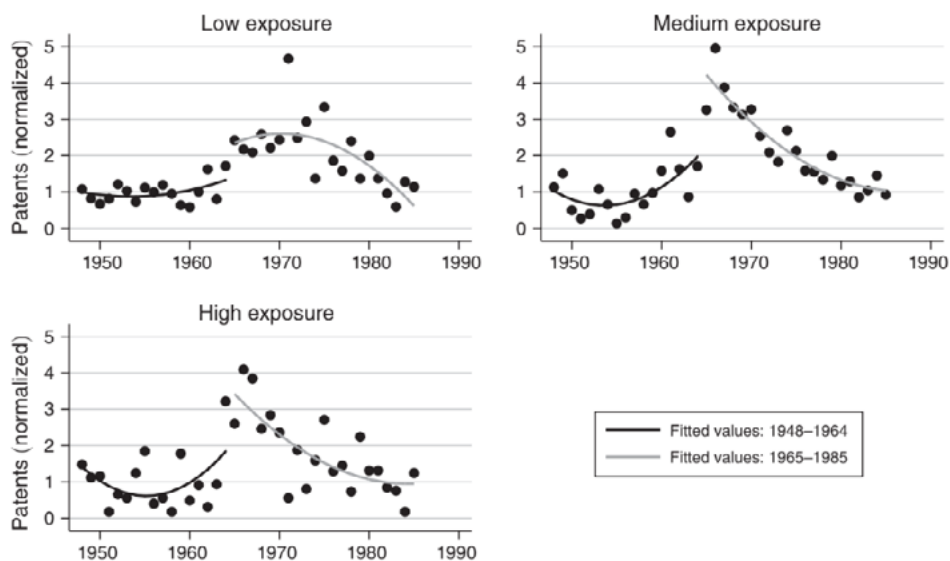 Low exposure
Patents (normalized)
5
4
3
2
1
0
1950 1960 1970 1980 1990
Medium exposure
5
4
3
2
1
0
1950 1960 1970 1980 1990
High exposure
Patents (normalized)
5
4
3
2
1
0
1950 1960 1970 1980 1990
Fitted values: 1948–1964
Fitted values: 1965–1985